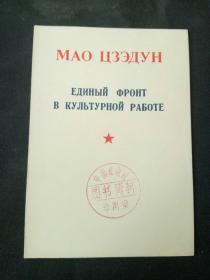 МАО ЦЗЭДУН
ЕДИНЫЙ ФРОНТ
В КУЛЬТУРНОЙ РАБОТЕ